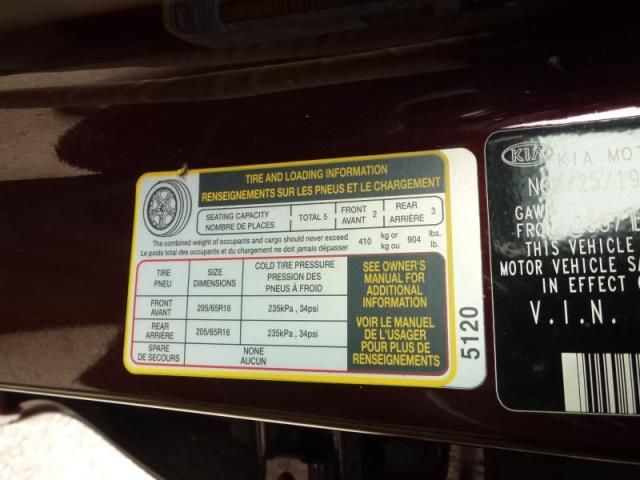 TIRE AND LOADING INFORMATION
RENSEIGNEMENTS SUR LES PNEUS ET LE CHARGEMENT
SEATING CAPACITY
NOMBRE DE PLACES
TOTAL 5
FRONT
AVANT 2
REAR
ARRIÈRE 3
The combined weight of occupants and cargo should never exceed
Le poids total des occupants et du chargement ne doit jamais dépasser
410 kg or
kg ou
904 lbs.
lb.
TIRE
PNEU
SIZE
DIMENSIONS
COLD TIRE PRESSURE
PRESSION DES
PNEUS À FROID
FRONT
AVANT
205/65R16
235kPa , 34psi
REAR
ARRIÈRE
205/65R16
235kPa , 34psi
SPARE
DE SECOURS
NONE
AUCUN
SEE OWNER'S
MANUAL FOR
ADDITIONAL
INFORMATION
VOIR LE MANUEL
DE L'USAGER
POUR PLUS DE
RENSEIGNEMENTS
5120
KIA
KIA MOT
GAW
THIS VEHICLE
MOTOR VEHICLE SA
IN EFFECT
V.I.N.